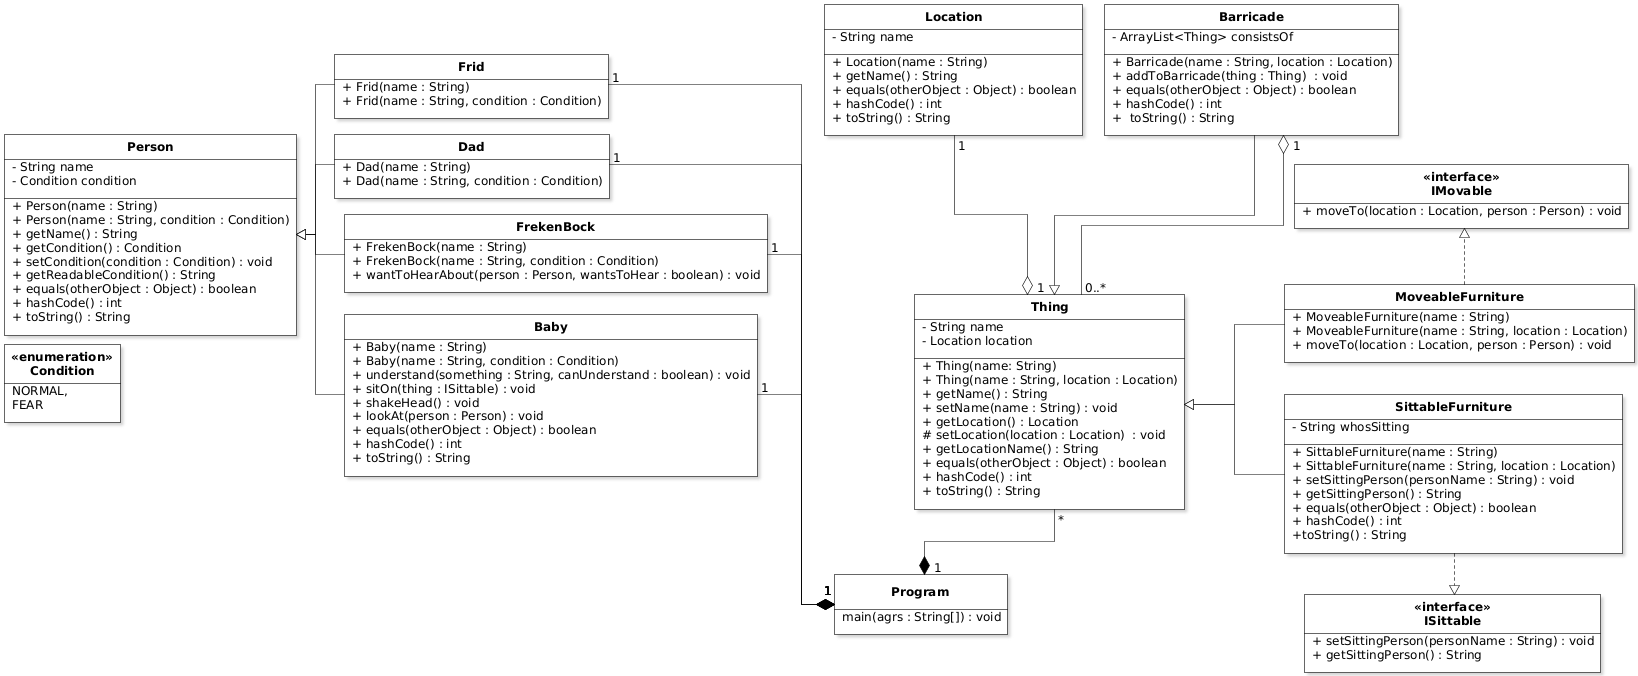 Location
- String name
+ Location(name : String)
+ getName() : String
+ equals(otherObject : Object) : boolean
+ hashCode() : int
+ toString() : String
1
1
Barricade
- ArrayList<Thing> consistsOf
+ Barricade(name : String, location : Location)
+ addToBarricade(thing : Thing)  : void
+ equals(otherObject : Object) : boolean
+ hashCode() : int
+  toString() : String
1
0..*
Frid
+ Frid(name : String)
+ Frid(name : String, condition : Condition)
1
Dad
+ Dad(name : String)
+ Dad(name : String, condition : Condition)
1
Person
- String name
- Condition condition
+ Person(name : String)
+ Person(name : String, condition : Condition)
+ getName() : String
+ getCondition() : Condition
+ setCondition(condition : Condition) : void
+ getReadableCondition() : String
+ equals(otherObject : Object) : boolean
+ hashCode() : int
+ toString() : String
FrekenBock
+ FrekenBock(name : String)
+ FrekenBock(name : String, condition : Condition)
+ wantToHearAbout(person : Person, wantsToHear : boolean) : void
1
«enumeration»
Condition
NORMAL,
FEAR
Baby
+ Baby(name : String)
+ Baby(name : String, condition : Condition)
+ understand(something : String, canUnderstand : boolean) : void
+ sitOn(thing : ISittable) : void
+ shakeHead() : void
+ lookAt(person : Person) : void
+ equals(otherObject : Object) : boolean
+ hashCode() : int
+ toString() : String
1
Thing
- String name
- Location location
+ Thing(name: String)
+ Thing(name : String, location : Location)
+ getName() : String
+ setName(name : String) : void
+ getLocation() : Location
# setLocation(location : Location)  : void
+ getLocationName() : String
+ equals(otherObject : Object) : boolean
+ hashCode() : int
+ toString() : String
*
1
1
Program
main(agrs : String[]) : void
«interface»
IMovable
+ moveTo(location : Location, person : Person) : void
MoveableFurniture
+ MoveableFurniture(name : String)
+ MoveableFurniture(name : String, location : Location)
+ moveTo(location : Location, person : Person) : void
SittableFurniture
- String whosSitting
+ SittableFurniture(name : String)
+ SittableFurniture(name : String, location : Location)
+ setSittingPerson(personName : String) : void
+ getSittingPerson() : String
+ equals(otherObject : Object) : boolean
+ hashCode() : int
+toString() : String
«interface»
ISittable
+ setSittingPerson(personName : String) : void
+ getSittingPerson() : String